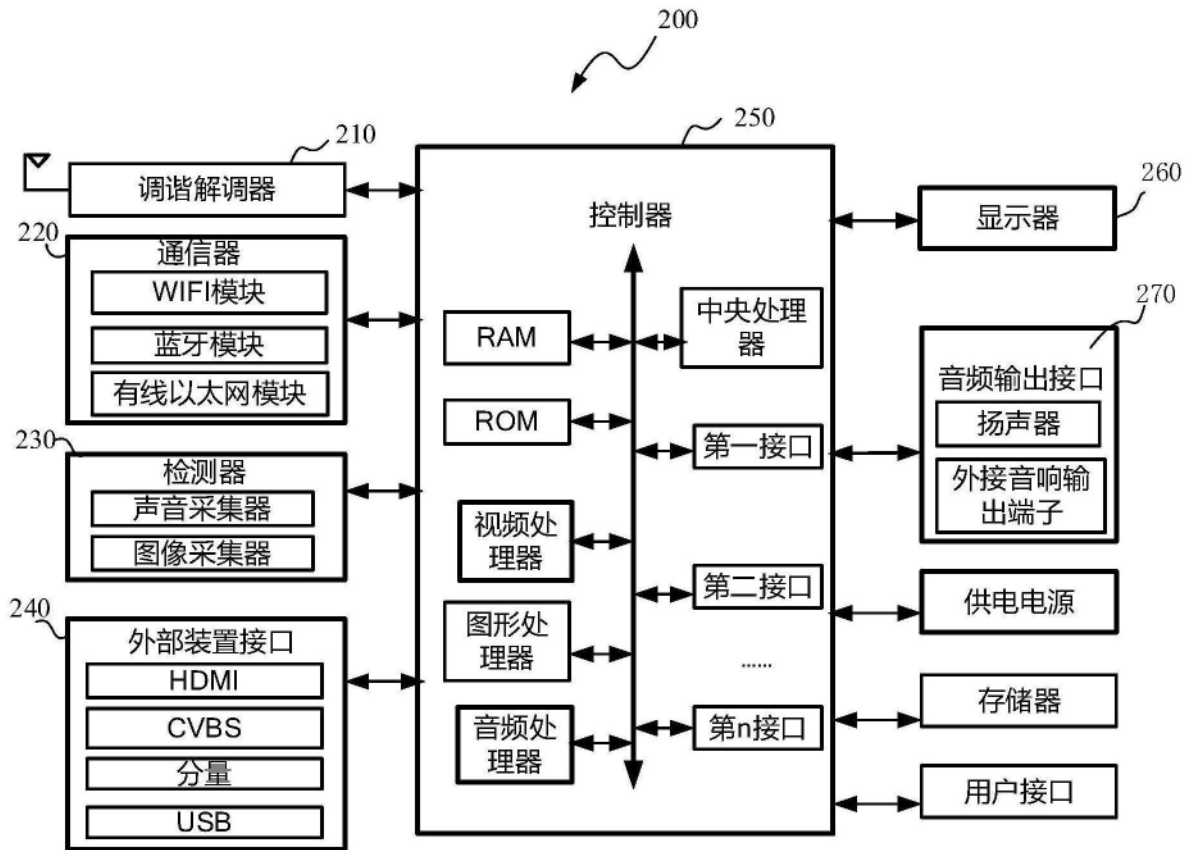 200
210
调谐解调器
220
通信器
WIFI模块
蓝牙模块
有线以太网模块
230
检测器
声音采集器
图像采集器
240
外部装置接口
HDMI
CVBS
分量
USB
250
控制器
RAM
ROM
视频处
理器
图形处
理器
音频处
理器
中央处理
器
第一接口
第二接口
......
第n接口
260
显示器
270
音频输出接口
扬声器
外接音响输
出端子
供电电源
存储器
用户接口